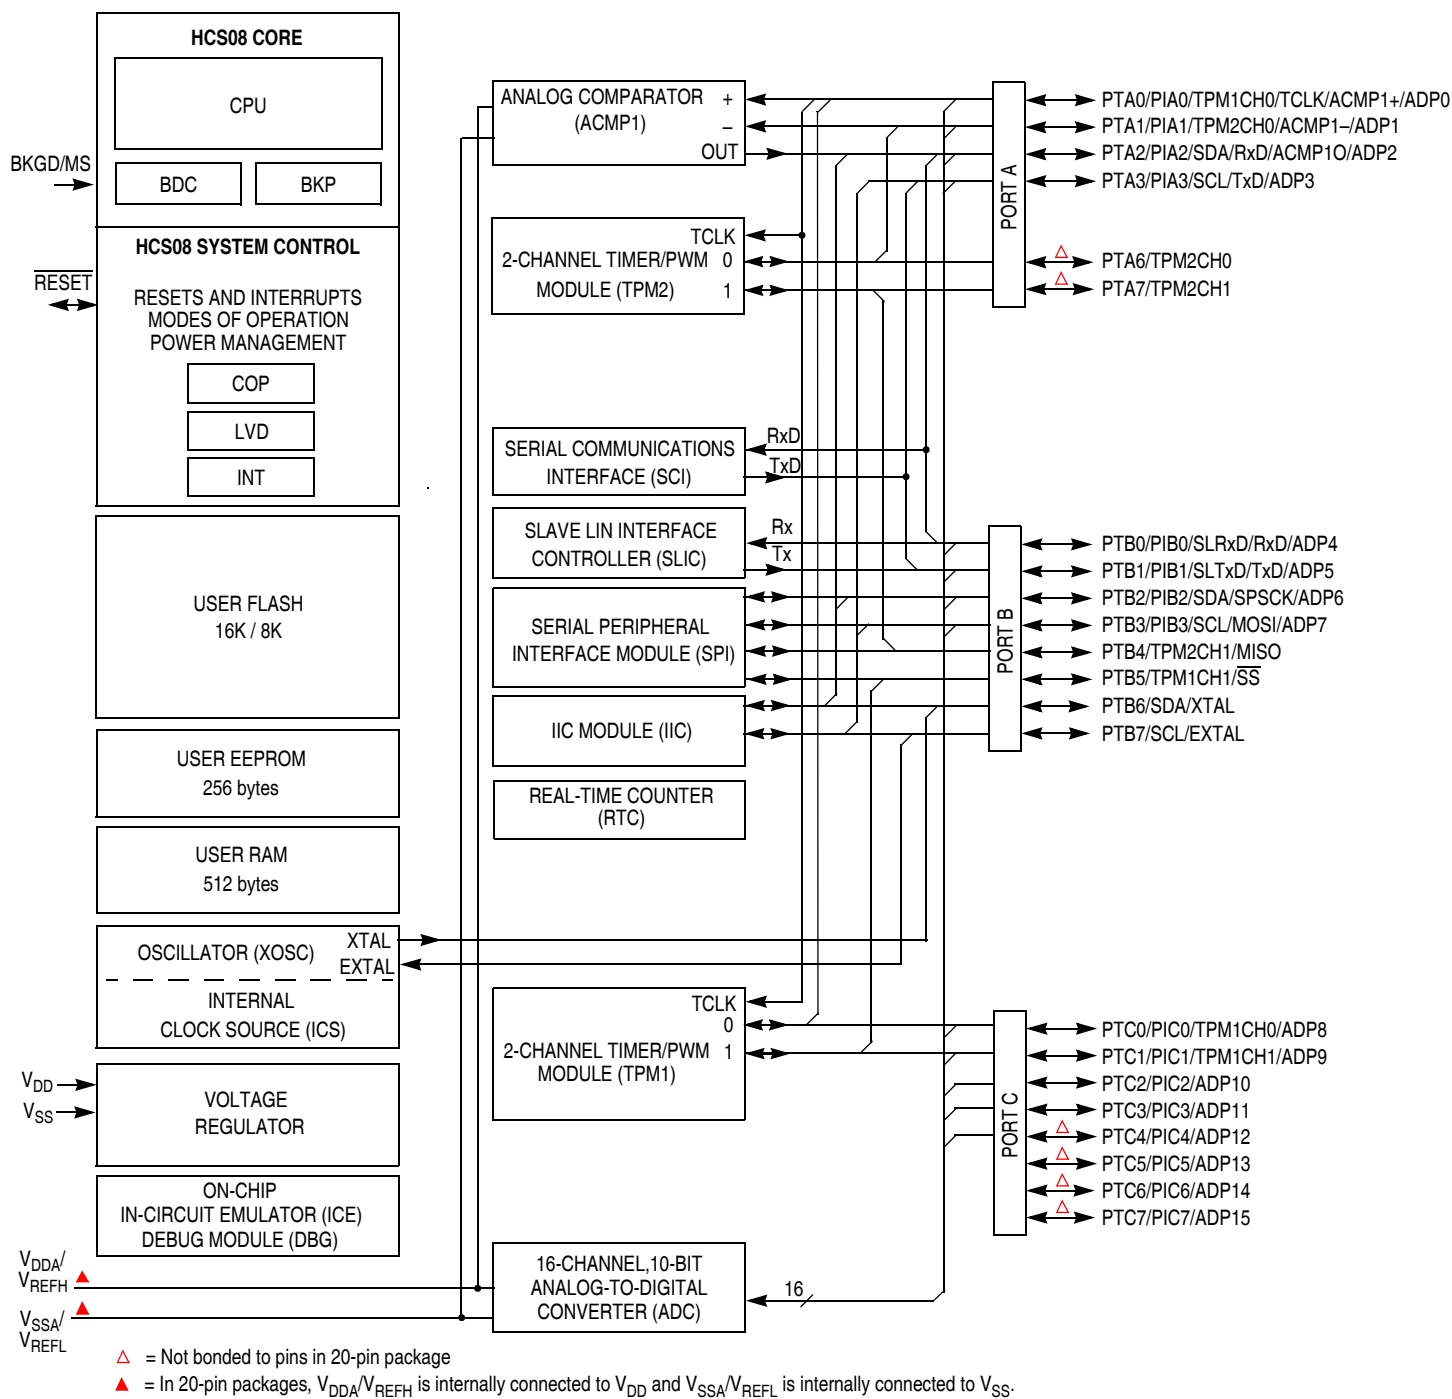 HCS08 CORE
CPU
BKGD/MS
BDC
BKP
HCS08 SYSTEM CONTROL
RESET
RESETS AND INTERRUPTS
MODES OF OPERATION
POWER MANAGEMENT
COP
LVD
INT
USER FLASH
16K / 8K
USER EEPROM
256 bytes
USER RAM
512 bytes
OSCILLATOR (XOSC)
XTAL
EXTAL
INTERNAL
CLOCK SOURCE (ICS)
VDD
VSS
VOLTAGE
REGULATOR
ON-CHIP
IN-CIRCUIT EMULATOR (ICE)
DEBUG MODULE (DBG)
VDDA/
VREFH
VSSA/
VREFL
ANALOG COMPARATOR +
(ACMP1) –
OUT
TCLK
2-CHANNEL TIMER/PWM 0
MODULE (TPM2) 1
SERIAL COMMUNICATIONS
INTERFACE (SCI)
RxD
TxD
SLAVE LIN INTERFACE
CONTROLLER (SLIC)
Rx
Tx
SERIAL PERIPHERAL
INTERFACE MODULE (SPI)
IIC MODULE (IIC)
REAL-TIME COUNTER
(RTC)
TCLK
0
2-CHANNEL TIMER/PWM 1
MODULE (TPM1)
16-CHANNEL,10-BIT
ANALOG-TO-DIGITAL
CONVERTER (ADC)
16
PORT A
PTA0/PIA0/TPM1CH0/TCLK/ACMP1+/ADP0
PTA1/PIA1/TPM2CH0/ACMP1–/ADP1
PTA2/PIA2/SDA/RxD/ACMP1O/ADP2
PTA3/PIA3/SCL/TxD/ADP3
PTA6/TPM2CH0
PTA7/TPM2CH1
PORT B
PTB0/PIB0/SLRxD/RxD/ADP4
PTB1/PIB1/SLTxD/TxD/ADP5
PTB2/PIB2/SDA/SPSCK/ADP6
PTB3/PIB3/SCL/MOSI/ADP7
PTB4/TPM2CH1/MISO
PTB5/TPM1CH1/SS
PTB6/SDA/XTAL
PTB7/SCL/EXTAL
PORT C
PTC0/PIC0/TPM1CH0/ADP8
PTC1/PIC1/TPM1CH1/ADP9
PTC2/PIC2/ADP10
PTC3/PIC3/ADP11
PTC4/PIC4/ADP12
PTC5/PIC5/ADP13
PTC6/PIC6/ADP14
PTC7/PIC7/ADP15
△ = Not bonded to pins in 20-pin package
▲ = In 20-pin packages, VDDA/VREFH is internally connected to VDD and VSSA/VREFL is internally connected to VSS.